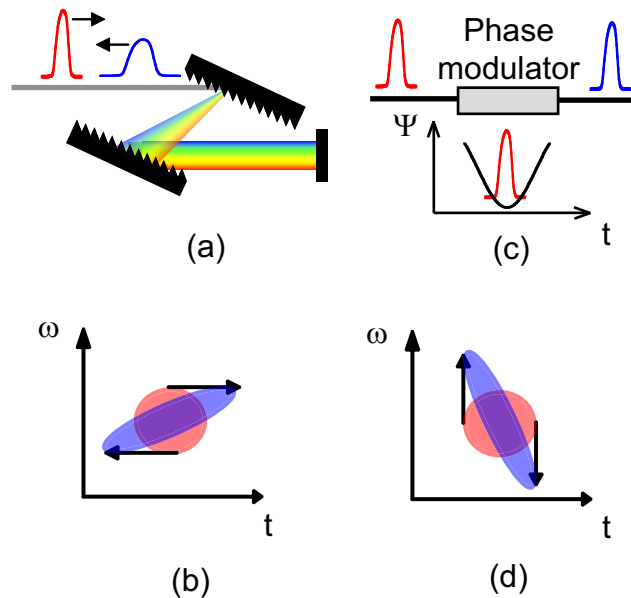 Phase
modulator
Ψ
t
(a)
(c)
ω
t
(b)
ω
t
(d)